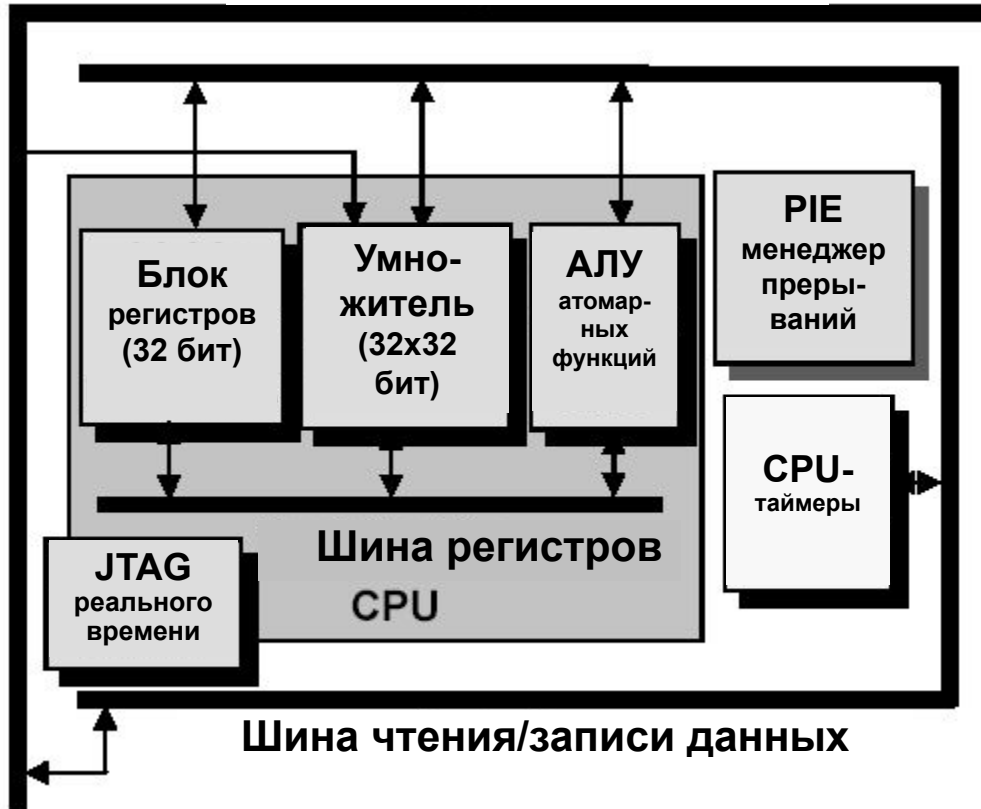 Блок
регистров
(32 бит)
Умно-
житель
(32x32
бит)
АЛУ
атомар-
ных
функций
PIE
менеджер
преры-
ваний
CPU-
таймеры
Шина регистров
CPU
JTAG
реального
времени
Шина чтения/записи данных